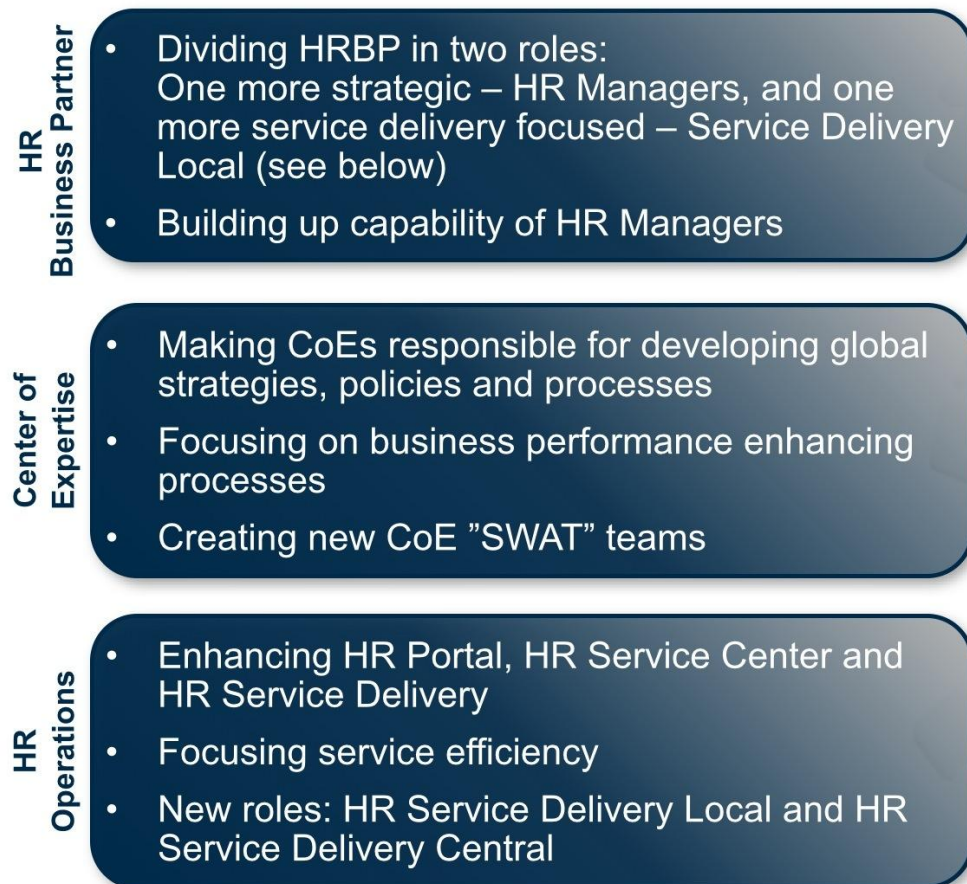 HR
Business Partner
• Dividing HRBP in two roles:
One more strategic – HR Managers, and one
more service delivery focused – Service Delivery
Local (see below)
• Building up capability of HR Managers
Center of
Expertise
• Making CoEs responsible for developing global
strategies, policies and processes
• Focusing on business performance enhancing
processes
• Creating new CoE ”SWAT” teams
HR
Operations
• Enhancing HR Portal, HR Service Center and
HR Service Delivery
• Focusing service efficiency
• New roles: HR Service Delivery Local and HR
Service Delivery Central